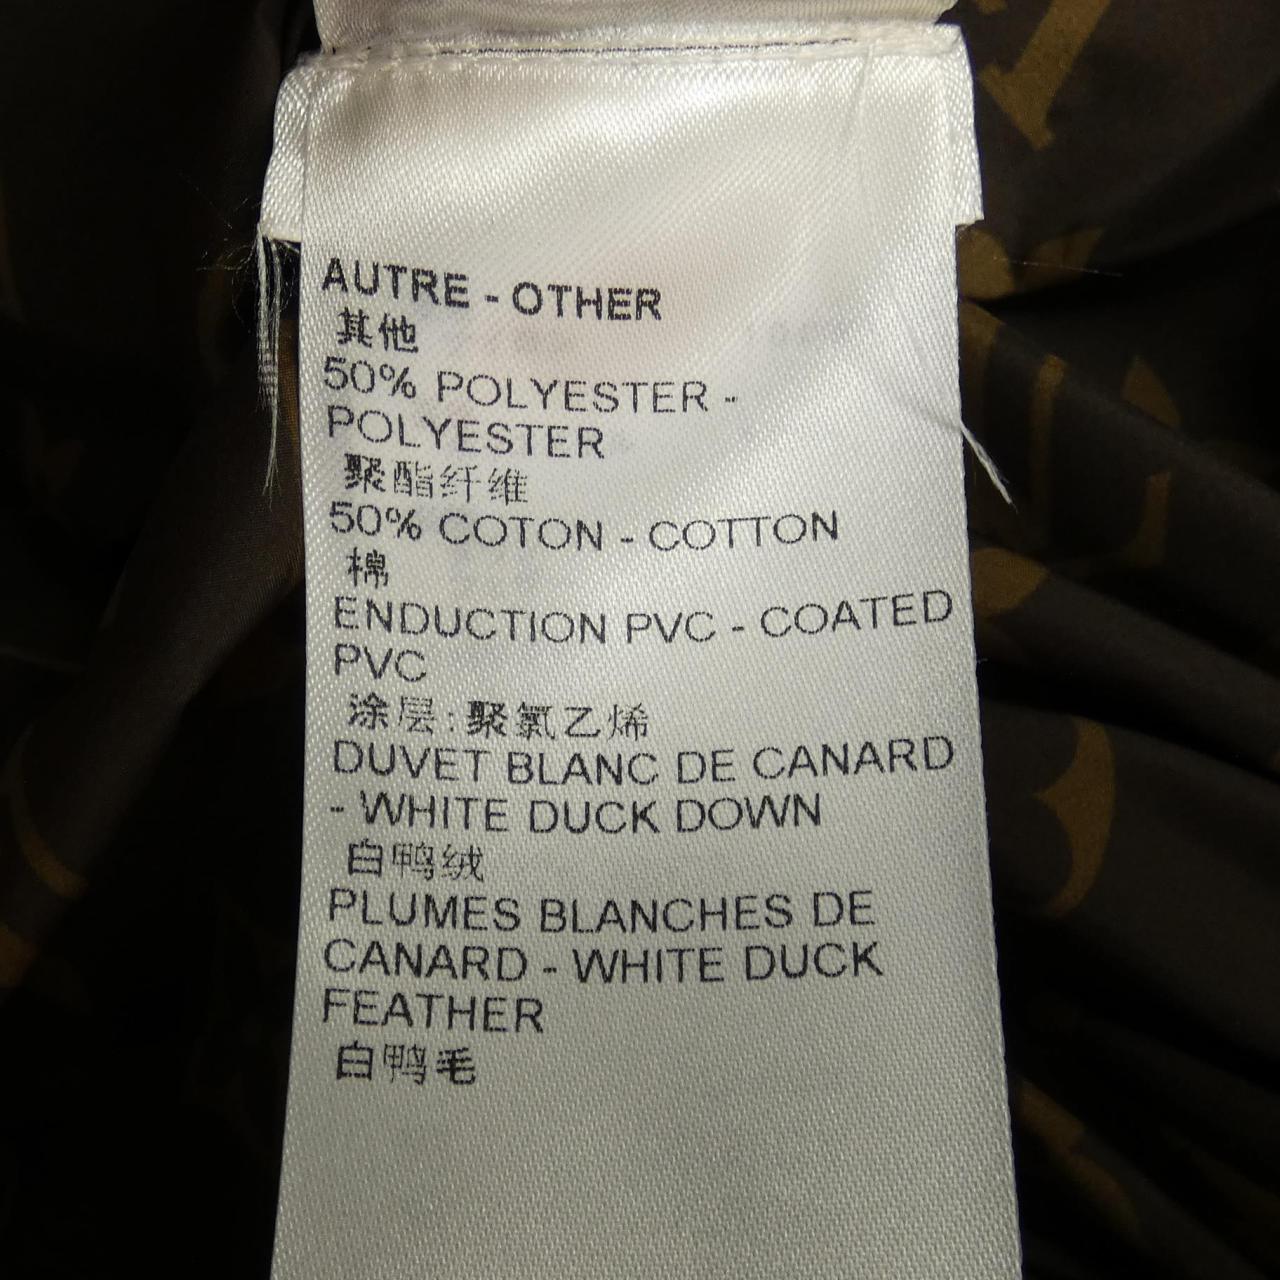 AUTRE - OTHER
其他
50% POLYESTER -
POLYESTER
聚酯纤维
50% COTON - COTTON
棉
ENDUCTION PVC - COATED
PVC
涂层:聚氯乙烯
DUVET BLANC DE CANARD
- WHITE DUCK DOWN
白鸭绒
PLUMES BLANCHES DE
CANARD - WHITE DUCK
FEATHER
白鸭毛